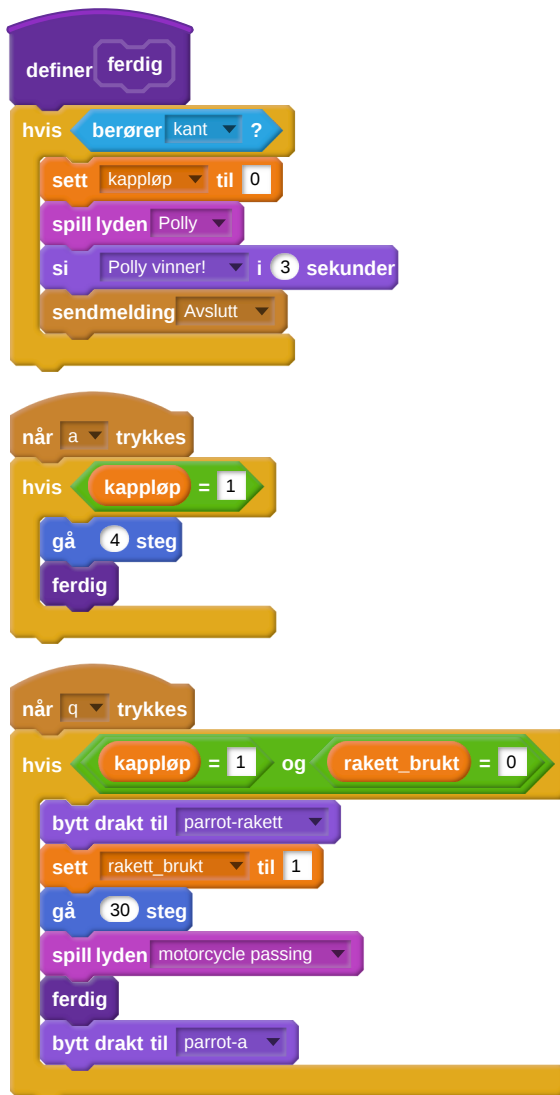 definer ferdig
hvis berører kant ?
sett kappløp til 0
spill lyden Polly
si Polly vinner! i 3 sekunder
sendmelding Avslutt
når a trykkes
hvis kappløp = 1
gå 4 steg
ferdig
når q trykkes
hvis kappløp = 1 og rakett_brukt = 0
bytt drakt til parrot-rakett
sett rakett_brukt til 1
gå 30 steg
spill lyden motorcycle passing
ferdig
bytt drakt til parrot-a